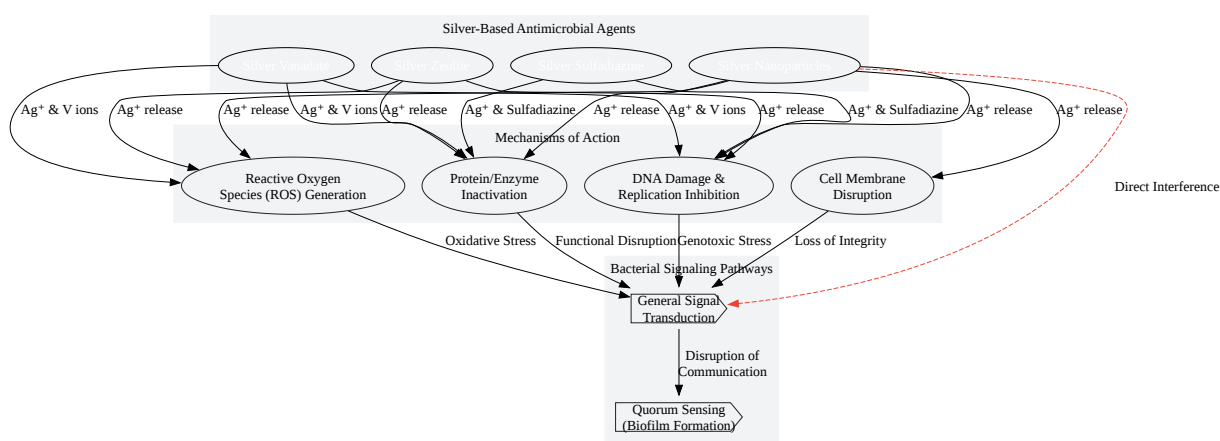 Silver-Based Antimicrobial Agents
Silver Vanadate
Silver Zeolite
Silver Sulfadiazine
Silver Nanoparticles
Ag⁺ & V ions
Ag⁺ release
Ag⁺ release
Ag⁺ & V ions
Ag⁺ release
Ag⁺ & Sulfadiazine
Ag⁺ release
Ag⁺ & V ions
Ag⁺ release
Ag⁺ & Sulfadiazine
Ag⁺ release
Ag⁺ release
Mechanisms of Action
Reactive Oxygen
Species (ROS) Generation
Protein/Enzyme
Inactivation
DNA Damage &
Replication Inhibition
Cell Membrane
Disruption
Direct Interference
Oxidative Stress
Functional Disruption
Genotoxic Stress
Loss of Integrity
Bacterial Signaling Pathways
General Signal
Transduction
Disruption of
Communication
Quorum Sensing
(Biofilm Formation)